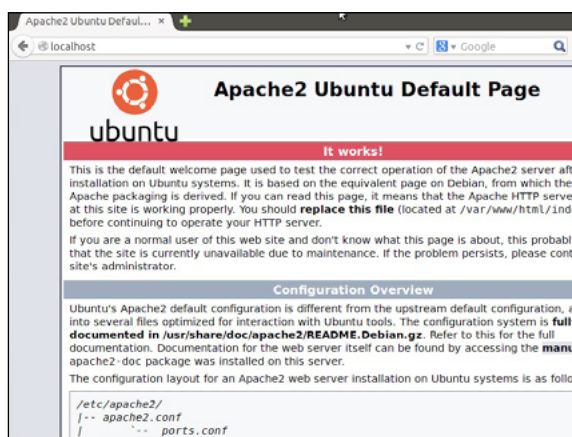 Apache2 Ubuntu Defaul... ×
localhost
Google
ubuntu
Apache2 Ubuntu Default Page
It works!
This is the default welcome page used to test the correct operation of the Apache2 server aft
installation on Ubuntu systems. It is based on the equivalent page on Debian, from which the
Apache packaging is derived. If you can read this page, it means that the Apache HTTP serve
at this site is working properly. You should replace this file (located at /var/www/html/ind
before continuing to operate your HTTP server.
If you are a normal user of this web site and don't know what this page is about, this probabl
that the site is currently unavailable due to maintenance. If the problem persists, please cont
site's administrator.
Configuration Overview
Ubuntu's Apache2 default configuration is different from the upstream default configuration, a
into several files optimized for interaction with Ubuntu tools. The configuration system is full
documented in /usr/share/doc/apache2/README.Debian.gz. Refer to this for the full
documentation. Documentation for the web server itself can be found by accessing the manu
apache2-doc package was installed on this server.
The configuration layout for an Apache2 web server installation on Ubuntu systems is as follo
/etc/apache2/
|-- apache2.conf
|       `--  ports.conf